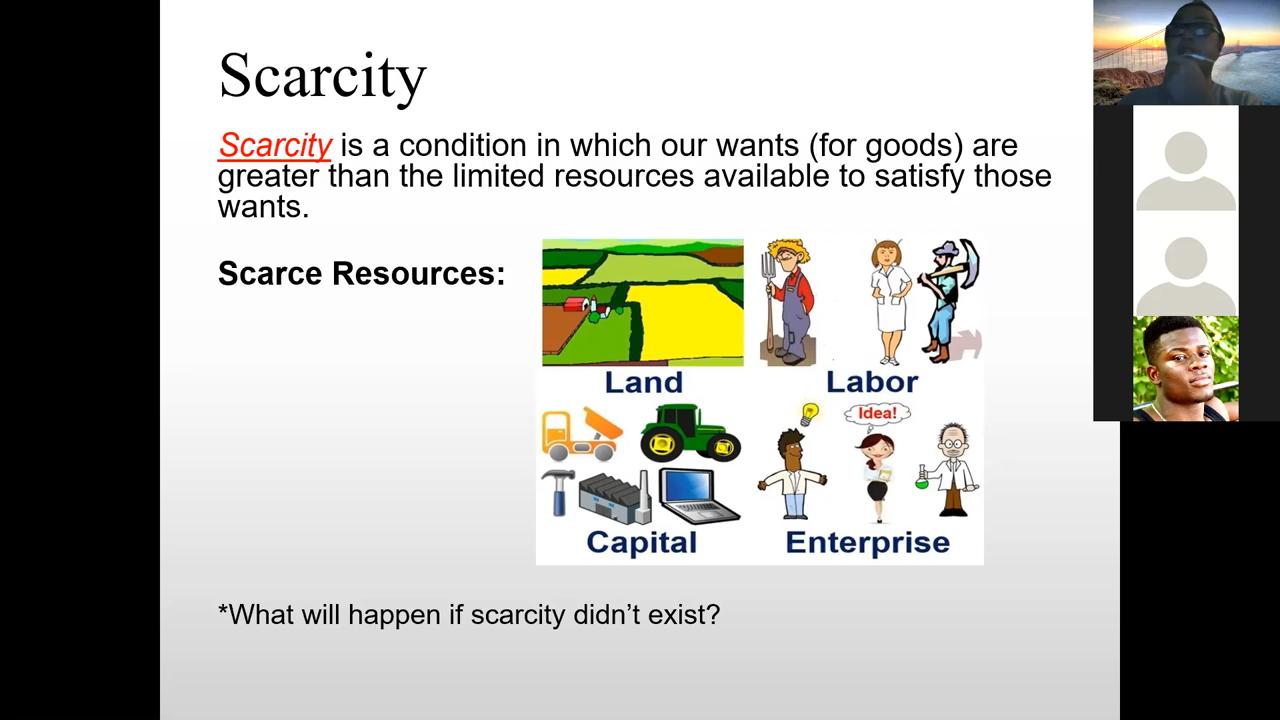 Scarcity
Scarcity is a condition in which our wants (for goods) are
greater than the limited resources available to satisfy those
wants.
Scarce Resources:
Land
Labor
Idea!
Capital
Enterprise
*What will happen if scarcity didn’t exist?